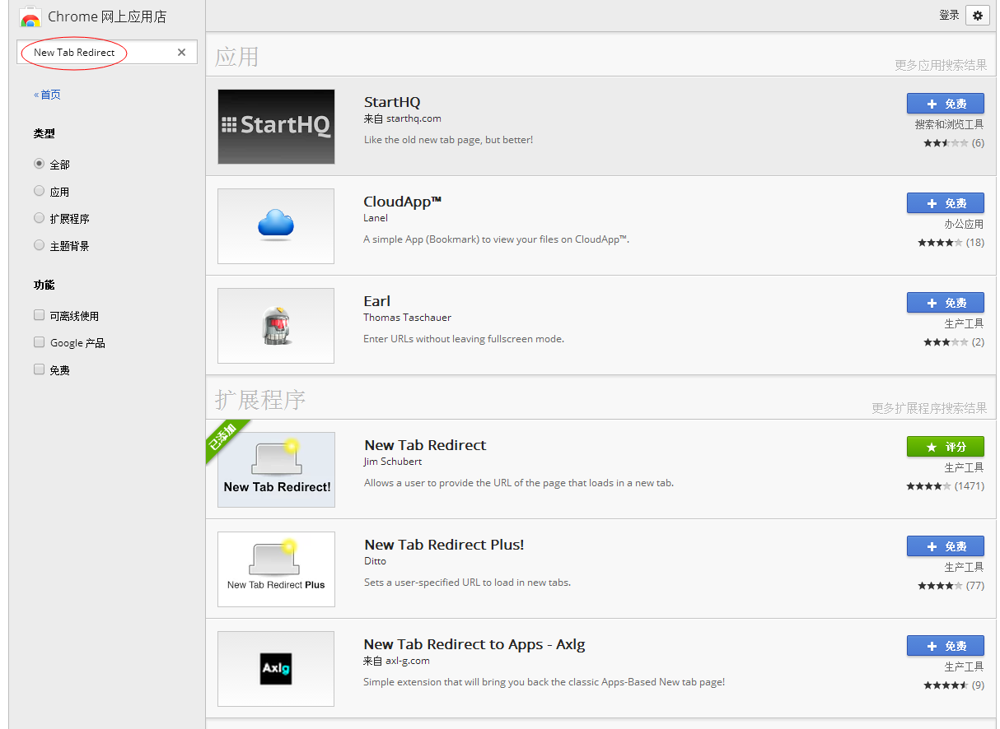 Chrome 网上应用店
登录
New Tab Redirect
«首页
类型
全部
应用
扩展程序
主题背景
功能
可离线使用
Google 产品
免费
应用
更多应用搜索结果
StartHQ
StartHQ
来自 starthq.com
Like the old new tab page, but better!
免费
搜索和浏览工具
(6)
CloudApp™
Lanel
A simple App (Bookmark) to view your files on CloudApp™.
免费
办公应用
(18)
Earl
Thomas Taschauer
Enter URLs without leaving fullscreen mode.
免费
生产工具
(2)
扩展程序
更多扩展程序搜索结果
已添加
New Tab Redirect!
New Tab Redirect
Jim Schubert
Allows a user to provide the URL of the page that loads in a new tab.
评分
生产工具
(1471)
New Tab Redirect Plus
New Tab Redirect Plus!
Ditto
Sets a user-specified URL to load in new tabs.
免费
生产工具
(77)
Axlg
New Tab Redirect to Apps - Axlg
来自 axl-g.com
Simple extension that will bring you back the classic Apps-Based New tab page!
免费
生产工具
(9)